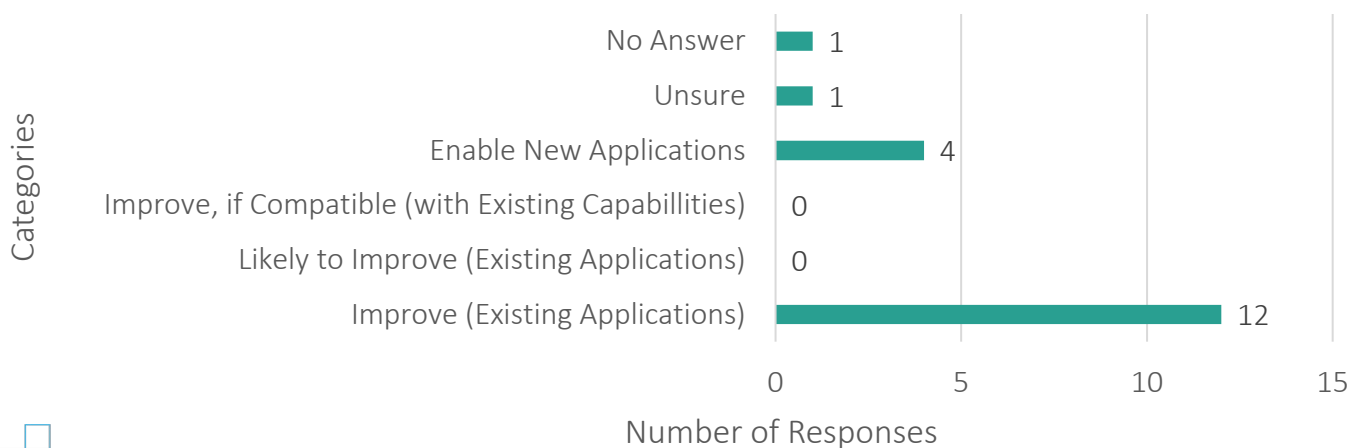 No Answer 1
Unsure 1
Enable New Applications 4
Improve, if Compatible (with Existing Capabillities) 0
Likely to Improve (Existing Applications) 0
Improve (Existing Applications) 12
0 5 10 15
Number of Responses
Categories